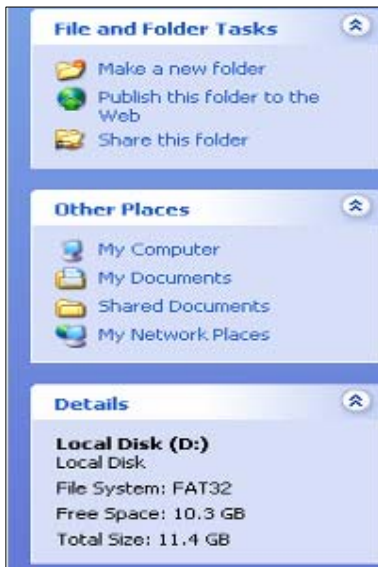 File and Folder Tasks
Make a new folder
Publish this folder to the
Web
Share this folder
Other Places
My Computer
My Documents
Shared Documents
My Network Places
Details
Local Disk (D:)
Local Disk
File System: FAT32
Free Space: 10.3 GB
Total Size: 11.4 GB